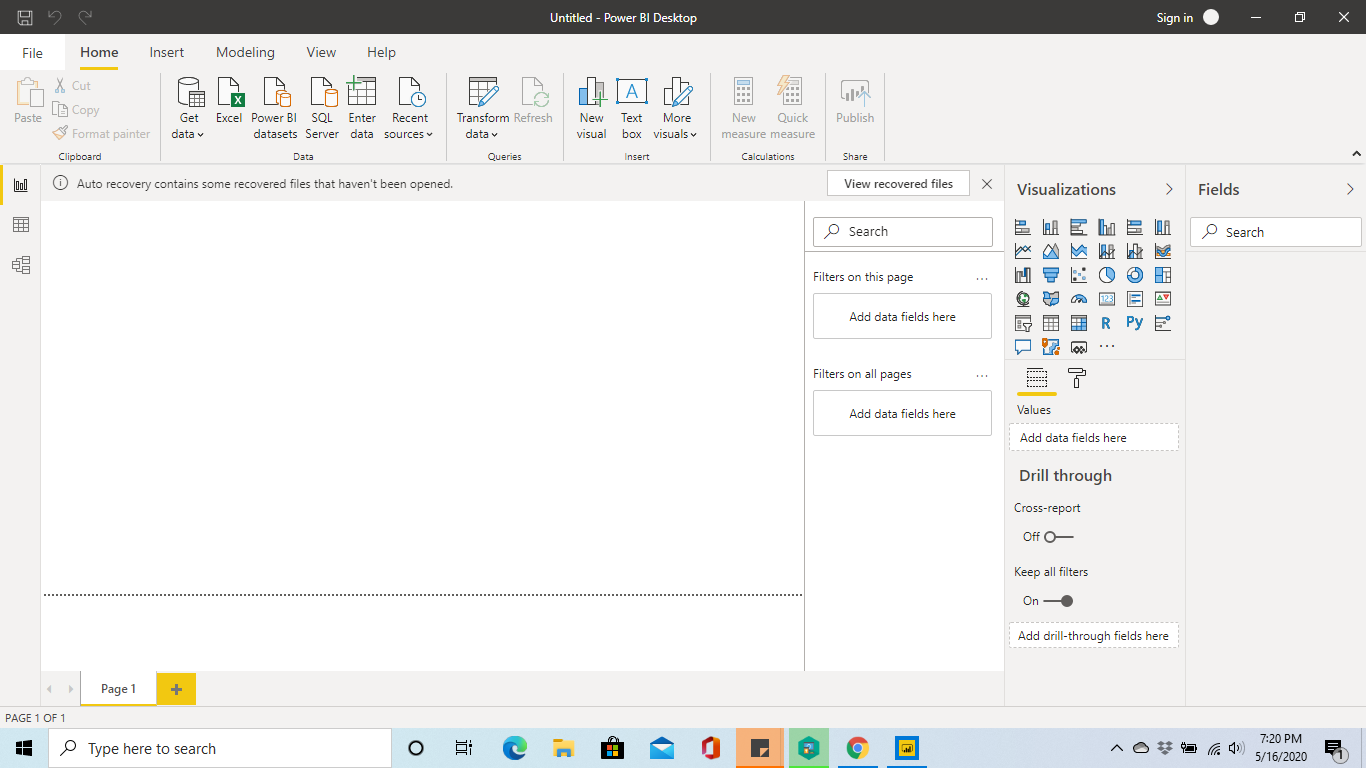 Untitled - Power BI Desktop
Sign in
File
Home
Insert
Modeling
View
Help
Paste
Cut
Copy
Format painter
Clipboard
Get
data
Excel
Power BI
datasets
SQL
Server
Enter
data
Recent
sources
Data
Transform
data
Refresh
Queries
New
visual
A
Text
box
More
visuals
Insert
New
measure
Quick
measure
Calculations
Publish
Share
Auto recovery contains some recovered files that haven't been opened.
View recovered files
Search
Filters on this page
...
Add data fields here
Filters on all pages
...
Add data fields here
Visualizations
123
R
Py
...
Values
Add data fields here
Drill through
Cross-report
Off
Keep all filters
On
Add drill-through fields here
Fields
Search
Page 1
+
PAGE 1 OF 1
Type here to search
7:20 PM
5/16/2020
1